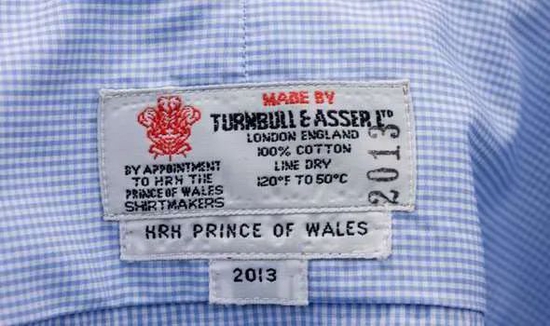 MADE BY
TURNBULL & ASSER LTD
LONDON ENGLAND
100% COTTON
LINE DRY
120°F TO 50°C
BY APPOINTMENT
TO HRH THE
PRINCE OF WALES
SHIRTMAKERS
2013
HRH PRINCE OF WALES
2013